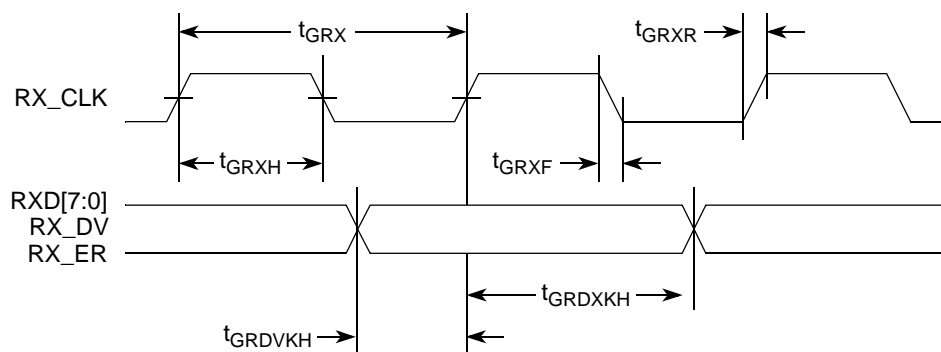 tGRX
tGRXR
RX_CLK
tGRXH
tGRXF
RXD[7:0]
RX_DV
RX_ER
tGRDXKH
tGRDVKH